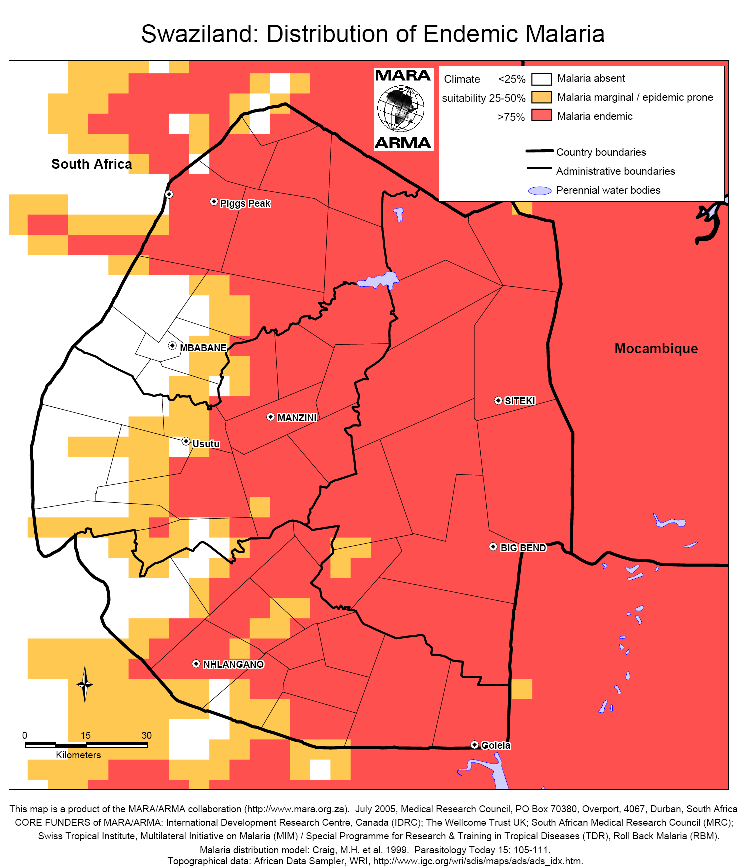 Swaziland: Distribution of Endemic Malaria
MARA
ARMA
Climate <25% Malaria absent
suitability 25-50% Malaria marginal / epidemic prone
>75% Malaria endemic
Country boundaries
Administrative boundaries
Perennial water bodies
South Africa
Piggs Peak
MBABANE
Mocambique
SITEKI
MANZINI
Usutu
BIG BEND
NHLANGANO
0 15 30
Kilometers
Golela
This map is a product of the MARA/ARMA collaboration (http://www.mara.org.za). July 2005, Medical Research Council, PO Box 70380, Overport, 4067, Durban, South Africa
CORE FUNDERS of MARA/ARMA: International Development Research Centre, Canada (IDRC); The Wellcome Trust UK; South African Medical Research Council (MRC);
Swiss Tropical Institute, Multilateral Initiative on Malaria (MIM) / Special Programme for Research & Training in Tropical Diseases (TDR), Roll Back Malaria (RBM).
Malaria distribution model: Craig, M.H. et al. 1999. Parasitology Today 15: 105-111.
Topographical data: African Data Sampler, WRI, http://www.igc.org/wri/sdis/maps/ads/ads_idx.htm.